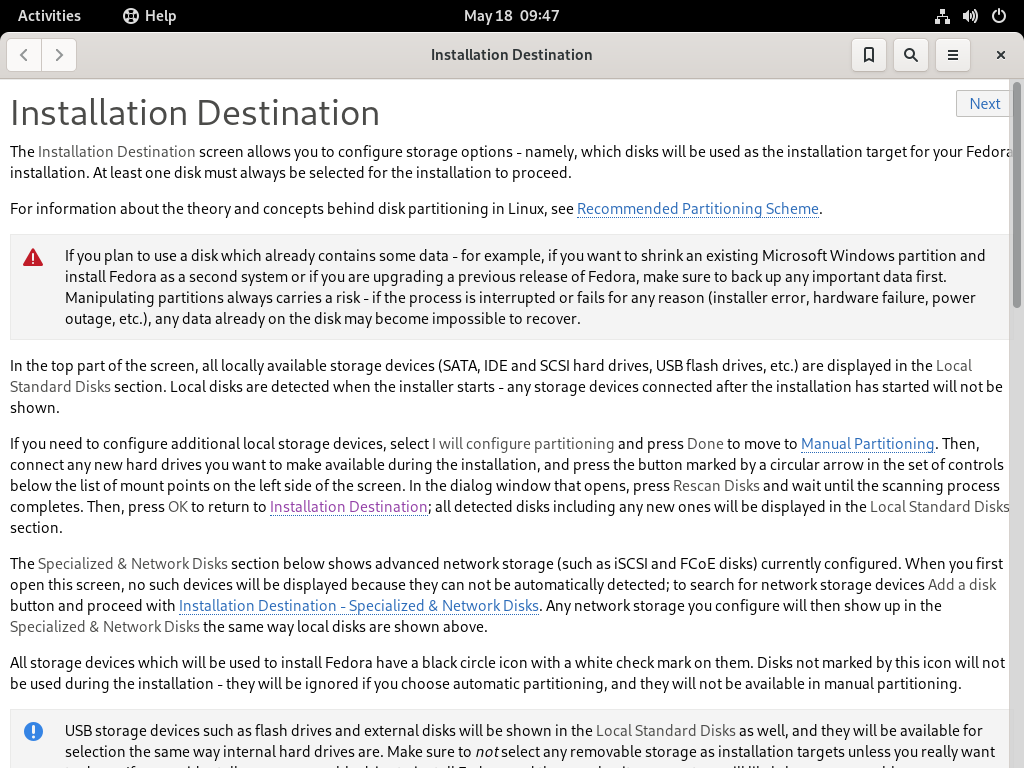 Activities Help May 18 09:47
Installation Destination
Installation Destination
Next
The Installation Destination screen allows you to configure storage options - namely, which disks will be used as the installation target for your Fedora
installation. At least one disk must always be selected for the installation to proceed.
For information about the theory and concepts behind disk partitioning in Linux, see Recommended Partitioning Scheme.
If you plan to use a disk which already contains some data - for example, if you want to shrink an existing Microsoft Windows partition and
install Fedora as a second system or if you are upgrading a previous release of Fedora, make sure to back up any important data first.
Manipulating partitions always carries a risk - if the process is interrupted or fails for any reason (installer error, hardware failure, power
outage, etc.), any data already on the disk may become impossible to recover.
In the top part of the screen, all locally available storage devices (SATA, IDE and SCSI hard drives, USB flash drives, etc.) are displayed in the Local
Standard Disks section. Local disks are detected when the installer starts - any storage devices connected after the installation has started will not be
shown.
If you need to configure additional local storage devices, select I will configure partitioning and press Done to move to Manual Partitioning. Then,
connect any new hard drives you want to make available during the installation, and press the button marked by a circular arrow in the set of controls
below the list of mount points on the left side of the screen. In the dialog window that opens, press Rescan Disks and wait until the scanning process
completes. Then, press OK to return to Installation Destination; all detected disks including any new ones will be displayed in the Local Standard Disks
section.
The Specialized & Network Disks section below shows advanced network storage (such as iSCSI and FCoE disks) currently configured. When you first
open this screen, no such devices will be displayed because they can not be automatically detected; to search for network storage devices Add a disk
button and proceed with Installation Destination - Specialized & Network Disks. Any network storage you configure will then show up in the
Specialized & Network Disks the same way local disks are shown above.
All storage devices which will be used to install Fedora have a black circle icon with a white check mark on them. Disks not marked by this icon will not
be used during the installation - they will be ignored if you choose automatic partitioning, and they will not be available in manual partitioning.
USB storage devices such as flash drives and external disks will be shown in the Local Standard Disks as well, and they will be available for
selection the same way internal hard drives are. Make sure to not select any removable storage as installation targets unless you really want